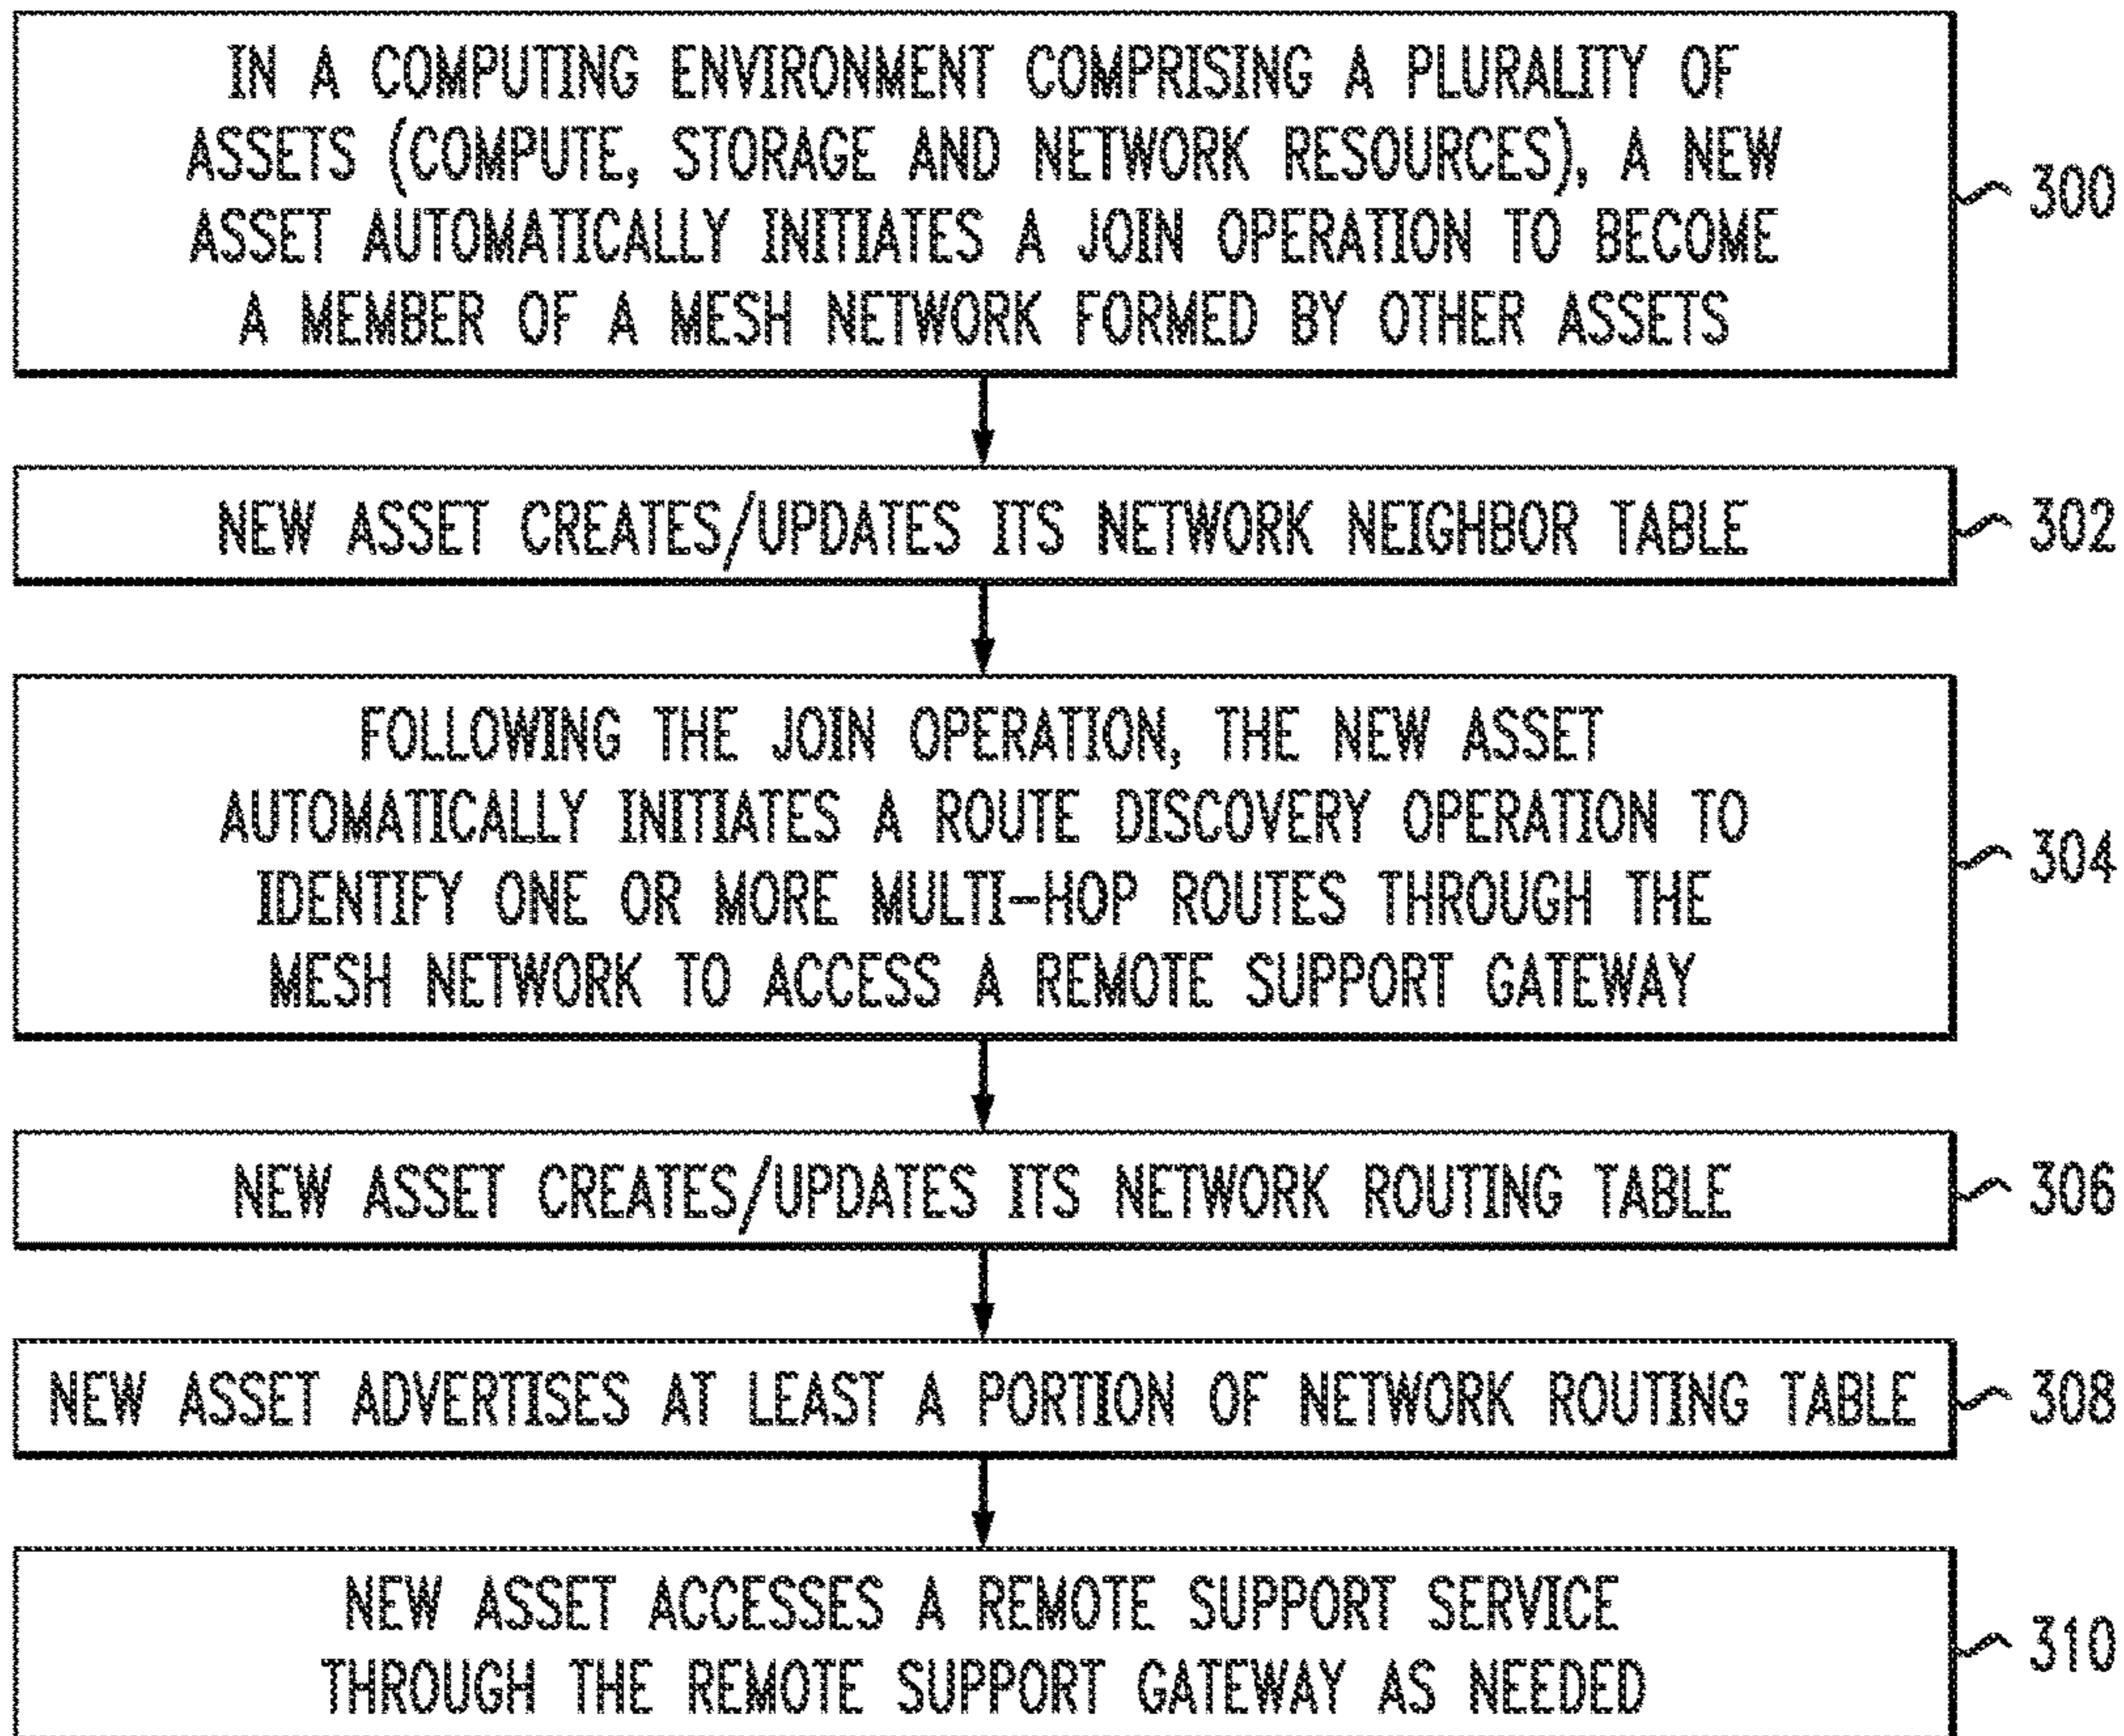 IN A COMPUTING ENVIRONMENT COMPRISING A PLURALITY OF
ASSETS (COMPUTE, STORAGE AND NETWORK RESOURCES), A NEW
ASSET AUTOMATICALLY INITIATES A JOIN OPERATION TO BECOME
A MEMBER OF A MESH NETWORK FORMED BY OTHER ASSETS
300
NEW ASSET CREATES/UPDATES ITS NETWORK NEIGHBOR TABLE
302
FOLLOWING THE JOIN OPERATION, THE NEW ASSET
AUTOMATICALLY INITIATES A ROUTE DISCOVERY OPERATION TO
IDENTIFY ONE OR MORE MULTI-HOP ROUTES THROUGH THE
MESH NETWORK TO ACCESS A REMOTE SUPPORT GATEWAY
304
NEW ASSET CREATES/UPDATES ITS NETWORK ROUTING TABLE
306
NEW ASSET ADVERTISES AT LEAST A PORTION OF NETWORK ROUTING TABLE
308
NEW ASSET ACCESSES A REMOTE SUPPORT SERVICE
THROUGH THE REMOTE SUPPORT GATEWAY AS NEEDED
310